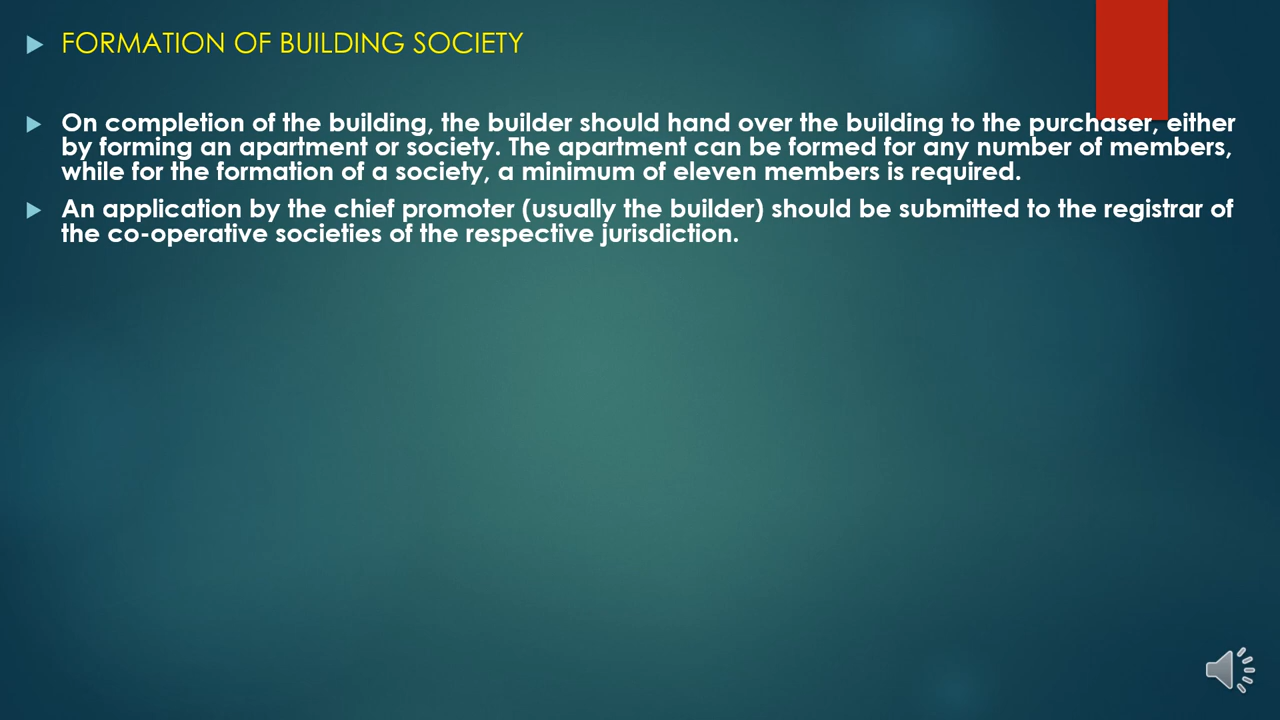 FORMATION OF BUILDING SOCIETY
On completion of the building, the builder should hand over the building to the purchaser, either
by forming an apartment or society. The apartment can be formed for any number of members,
while for the formation of a society, a minimum of eleven members is required.
An application by the chief promoter (usually the builder) should be submitted to the registrar of
the co-operative societies of the respective jurisdiction.